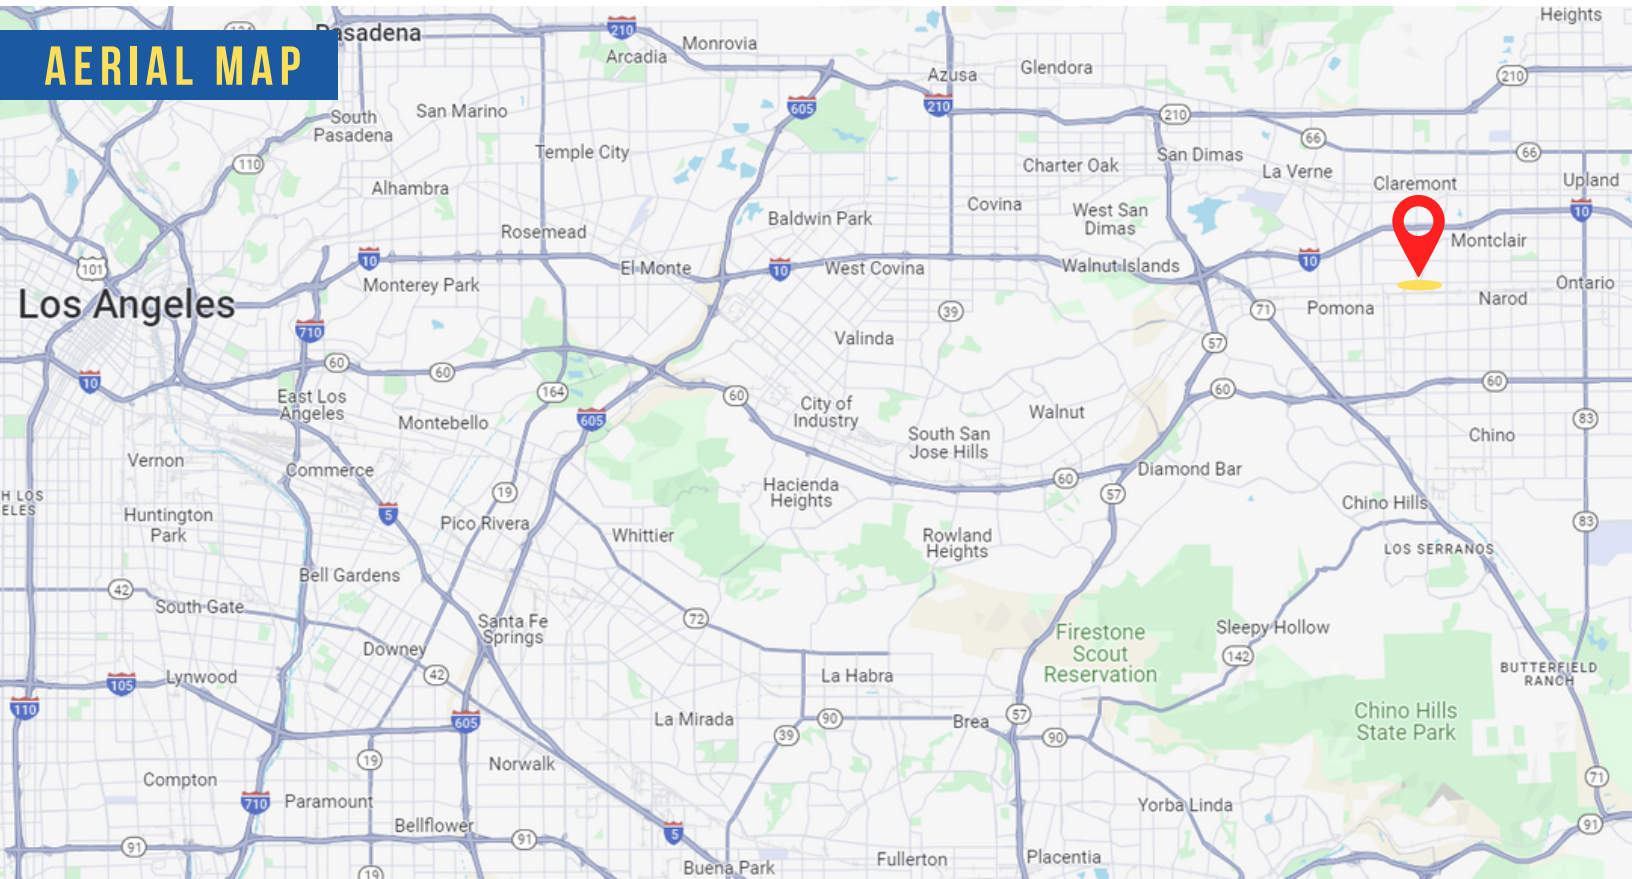 Heights
Pasadena
210
Monrovia
Arcadia
AERIAL MAP
Azusa
Glendora
210
605
210
210
South
Pasadena
San Marino
66
66
110
Temple City
San Dimas
Charter Oak
La Verne
Claremont
Upland
Alhambra
Covina
West San
Dimas
10
Baldwin Park
Rosemead
Montclair
101
10
El Monte
10
West Covina
Walnut Islands
10
Monterey Park
Ontario
Los Angeles
Narod
Pomona
39
71
710
Valinda
57
60
60
10
164
60
60
60
East Los
Angeles
City of
Industry
Walnut
83
Montebello
605
South San
Jose Hills
Chino
Vernon
Commerce
Diamond Bar
60
Hacienda
Heights
19
57
H LOS
ELES
Chino Hills
Huntington
Park
5
Pico Rivera
Whittier
83
Rowland
Heights
LOS SERRANOS
Bell Gardens
42
South Gate
72
Santa Fe
Springs
Sleepy Hollow
Firestone
Scout
Reservation
Downey
142
42
La Habra
BUTTERFIELD
RANCH
Lynwood
105
110
605
La Mirada
90
Brea
57
Chino Hills
State Park
39
90
19
Norwalk
Compton
71
710
Paramount
Yorba Linda
Bellflower
91
5
91
91
Buena Park
Fullerton
Placentia
19